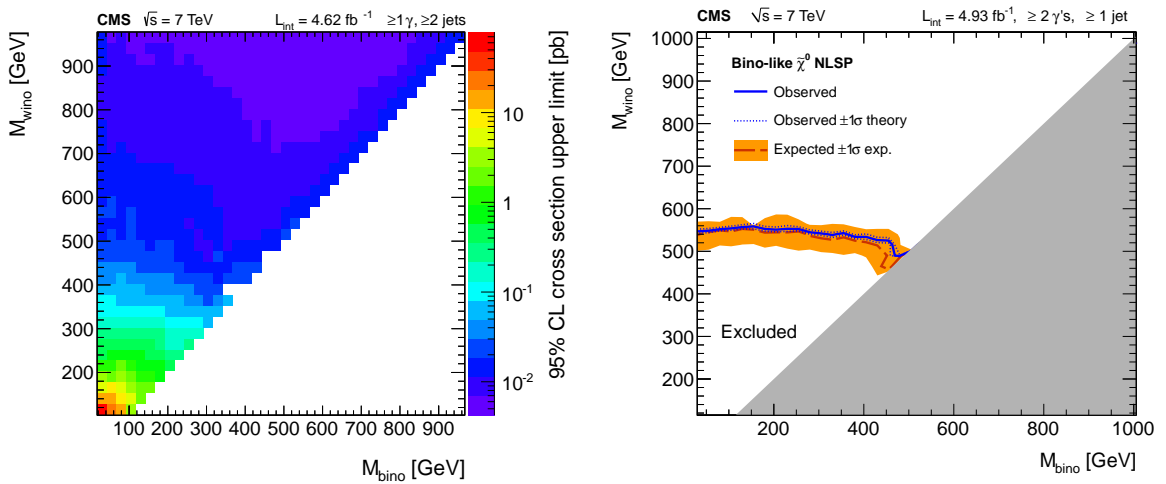 CMS √s = 7 TeV L_int = 4.62 fb⁻¹ ≥1γ, ≥2 jets
M_wino [GeV]
900
800
700
600
500
400
300
200
100 200 300 400 500 600 700 800 900
M_bino [GeV]
10
1
10⁻¹
10⁻²
95% CL cross section upper limit [pb]
CMS √s = 7 TeV L_int = 4.93 fb⁻¹, ≥ 2 γ's, ≥ 1 jet
M_wino [GeV]
1000
900
800
700
600
500
400
300
200
Bino-like χ̃⁰ NLSP
Observed
Observed ±1σ theory
Expected ±1σ exp.
Excluded
200 400 600 800 1000
M_bino [GeV]